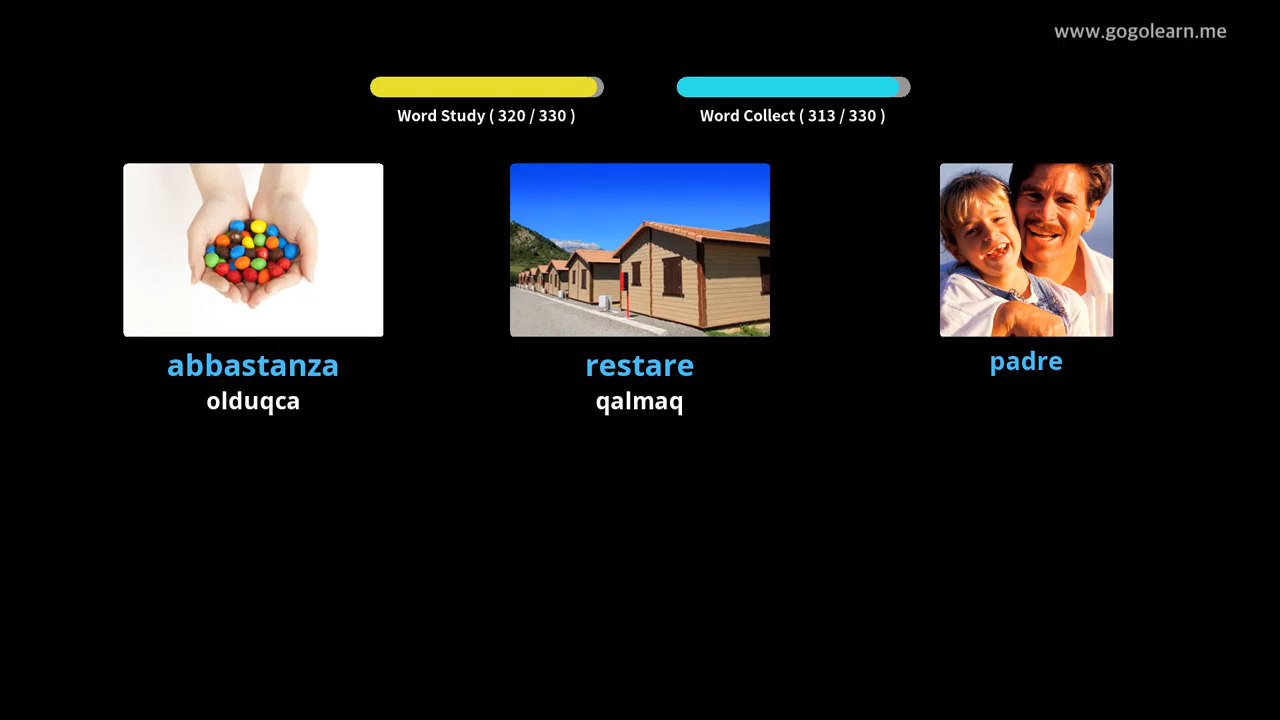 www.gogolearn.me
Word Study ( 320 / 330 )
Word Collect ( 313 / 330 )
abbastanza
olduqca
restare
qalmaq
padre